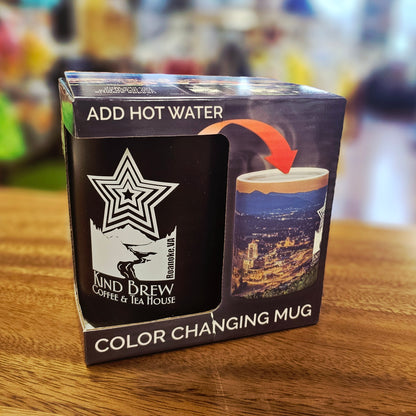 ADD HOT WATER
Roanoke, VA
KIND BREW
COFFEE & TEA HOUSE
COLOR CHANGING MUG